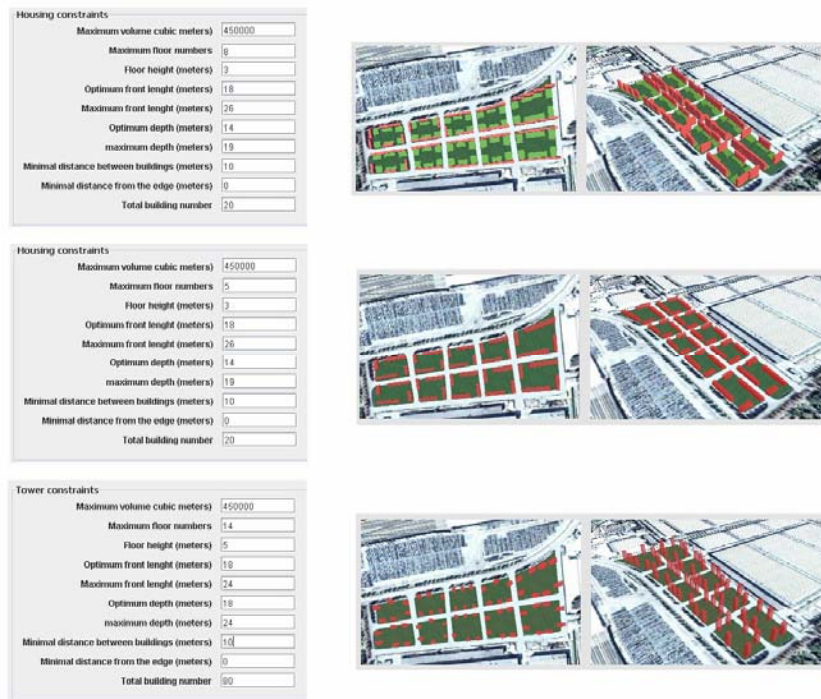 Housing constraints
Maximum volume cubic meters) 450000
Maximum floor numbers 8
Floor height (meters) 3
Optimum front lenght (meters) 18
Maximum front lenght (meters) 26
Optimum depth (meters) 14
maximum depth (meters) 19
Minimal distance between buildings (meters) 10
Minimal distance from the edge (meters) 0
Total building number 20
Housing constraints
Maximum volume cubic meters) 450000
Maximum floor numbers 5
Floor height (meters) 3
Optimum front lenght (meters) 18
Maximum front lenght (meters) 26
Optimum depth (meters) 14
maximum depth (meters) 19
Minimal distance between buildings (meters) 10
Minimal distance from the edge (meters) 0
Total building number 20
Tower constraints
Maximum volume cubic meters) 450000
Maximum floor numbers 14
Floor height (meters) 5
Optimum front lenght (meters) 18
Maximum front lenght (meters) 24
Optimum depth (meters) 18
maximum depth (meters) 24
Minimal distance between buildings (meters) 10
Minimal distance from the edge (meters) 0
Total building number 80